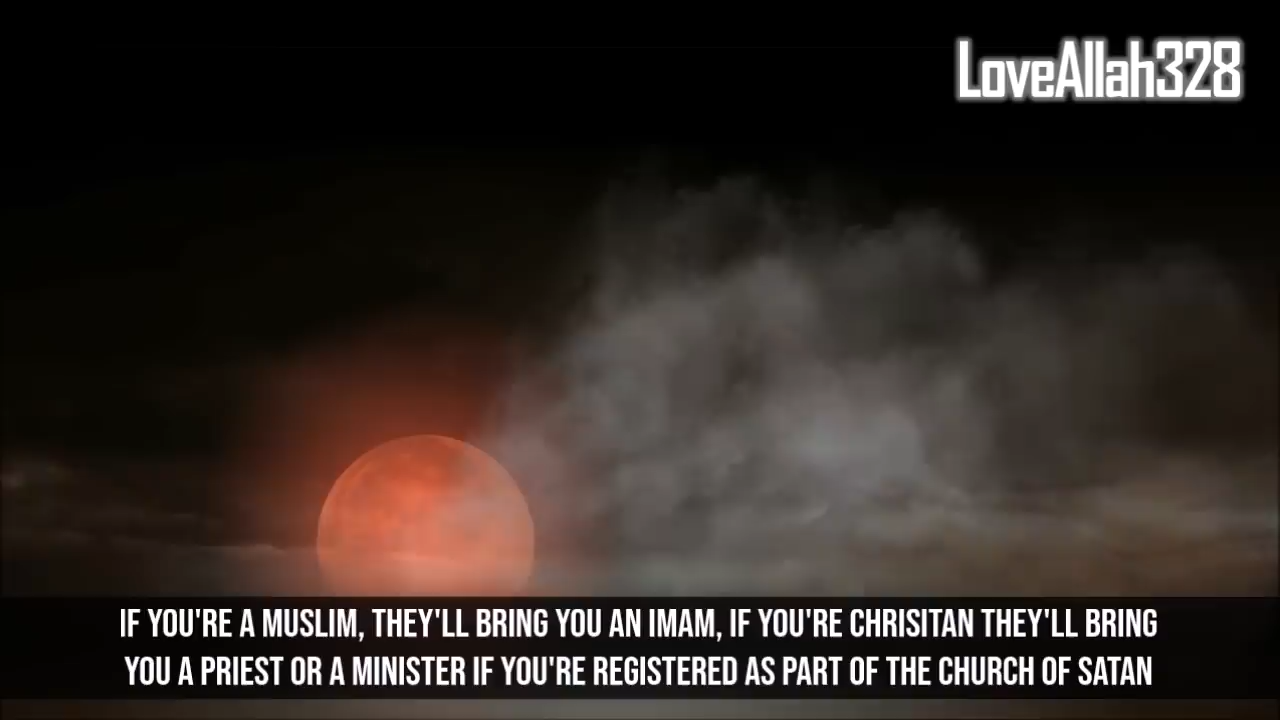 LoveAllah328
IF YOU'RE A MUSLIM, THEY'LL BRING YOU AN IMAM, IF YOU'RE CHRISITAN THEY'LL BRING
YOU A PRIEST OR A MINISTER IF YOU'RE REGISTERED AS PART OF THE CHURCH OF SATAN